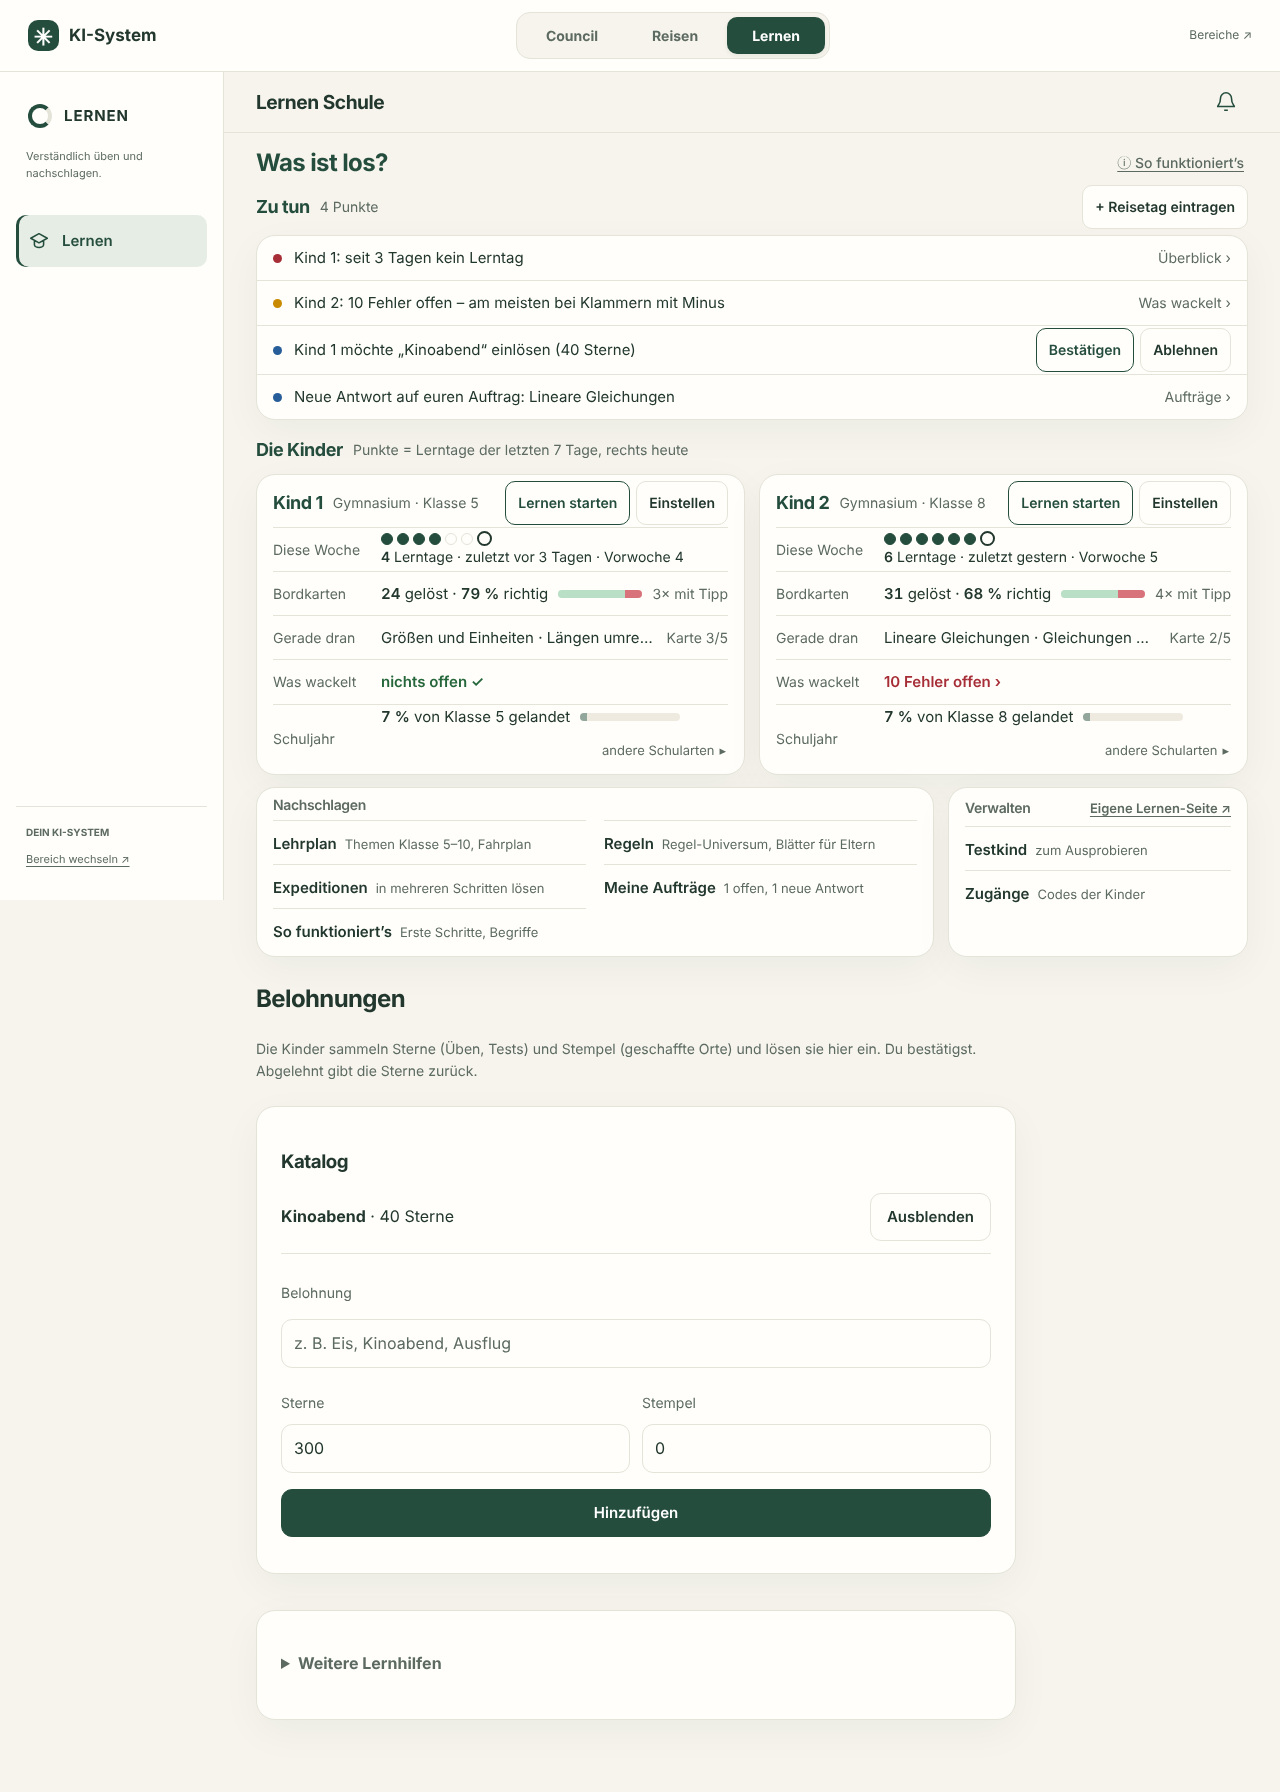 KI-System
Council
Reisen
Lernen
Bereiche ↗
LERNEN
Verständlich üben und
nachschlagen.
Lernen
DEIN KI-SYSTEM
Bereich wechseln ↗
Lernen Schule
Was ist los?
ⓘ So funktioniert’s
Zu tun 4 Punkte
+ Reisetag eintragen
Kind 1: seit 3 Tagen kein Lerntag Überblick ›
Kind 2: 10 Fehler offen – am meisten bei Klammern mit Minus Was wackelt ›
Kind 1 möchte „Kinoabend“ einlösen (40 Sterne) Bestätigen Ablehnen
Neue Antwort auf euren Auftrag: Lineare Gleichungen Aufträge ›
Die Kinder Punkte = Lerntage der letzten 7 Tage, rechts heute
Kind 1 Gymnasium · Klasse 5 Lernen starten Einstellen
Diese Woche
4 Lerntage · zuletzt vor 3 Tagen · Vorwoche 4
Bordkarten 24 gelöst · 79 % richtig 3× mit Tipp
Gerade dran Größen und Einheiten · Längen umre… Karte 3/5
Was wackelt nichts offen ✓
7 % von Klasse 5 gelandet
Schuljahr
andere Schularten ▸
Kind 2 Gymnasium · Klasse 8 Lernen starten Einstellen
Diese Woche
6 Lerntage · zuletzt gestern · Vorwoche 5
Bordkarten 31 gelöst · 68 % richtig 4× mit Tipp
Gerade dran Lineare Gleichungen · Gleichungen … Karte 2/5
Was wackelt 10 Fehler offen ›
7 % von Klasse 8 gelandet
Schuljahr
andere Schularten ▸
Nachschlagen
Lehrplan Themen Klasse 5–10, Fahrplan
Regeln Regel-Universum, Blätter für Eltern
Expeditionen in mehreren Schritten lösen
Meine Aufträge 1 offen, 1 neue Antwort
So funktioniert’s Erste Schritte, Begriffe
Verwalten Eigene Lernen-Seite ↗
Testkind zum Ausprobieren
Zugänge Codes der Kinder
Belohnungen
Die Kinder sammeln Sterne (Üben, Tests) und Stempel (geschaffte Orte) und lösen sie hier ein. Du bestätigst.
Abgelehnt gibt die Sterne zurück.
Katalog
Kinoabend · 40 Sterne Ausblenden
Belohnung
z. B. Eis, Kinoabend, Ausflug
Sterne Stempel
300 0
Hinzufügen
▶ Weitere Lernhilfen